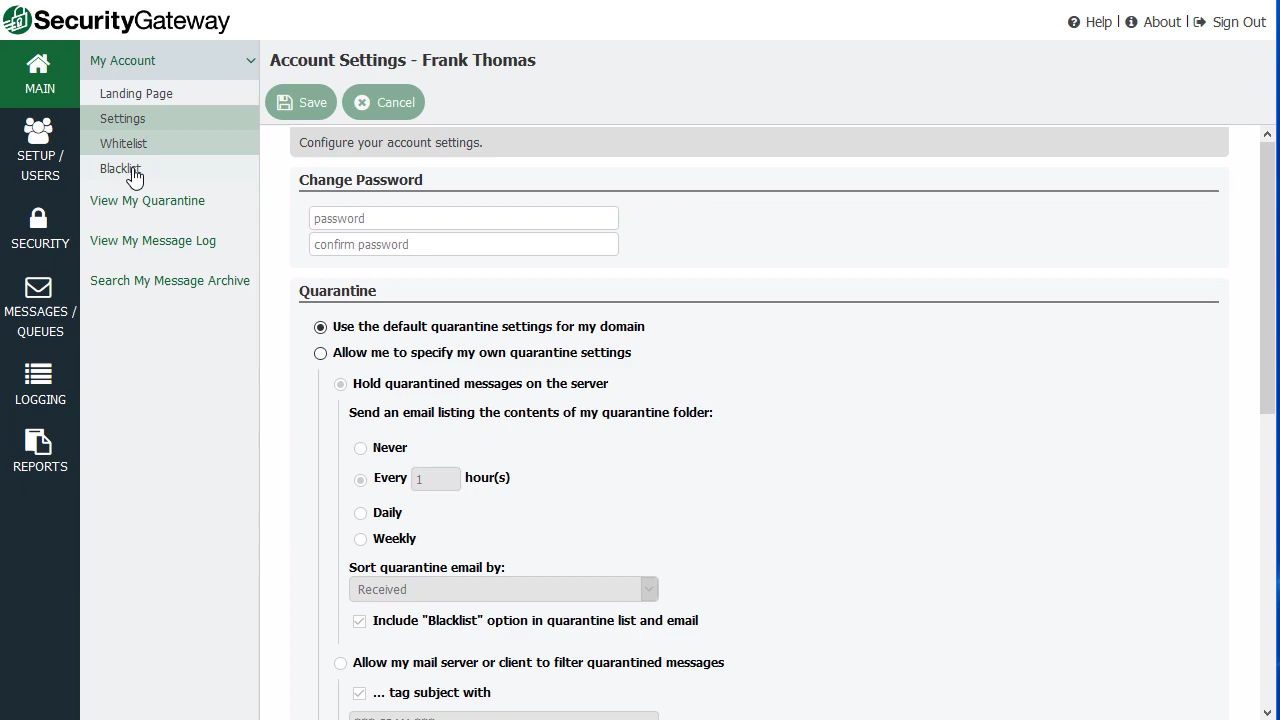 SecurityGateway
Help | About | Sign Out
MAIN
SETUP /
USERS
SECURITY
MESSAGES /
QUEUES
LOGGING
REPORTS
My Account
Landing Page
Settings
Whitelist
Blacklist
View My Quarantine
View My Message Log
Search My Message Archive
Account Settings - Frank Thomas
Save Cancel
Configure your account settings.
Change Password
password
confirm password
Quarantine
Use the default quarantine settings for my domain
Allow me to specify my own quarantine settings
Hold quarantined messages on the server
Send an email listing the contents of my quarantine folder:
Never
Every 1 hour(s)
Daily
Weekly
Sort quarantine email by:
Received
Include "Blacklist" option in quarantine list and email
Allow my mail server or client to filter quarantined messages
... tag subject with